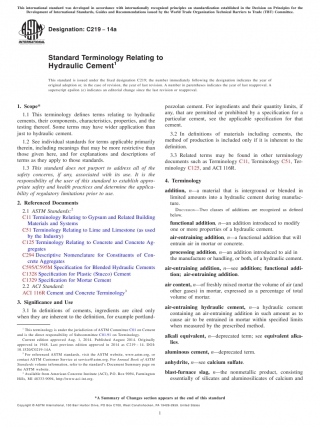 This international standard was developed in accordance with internationally recognized principles on standardization established in the Decision on Principles for the
Development of International Standards, Guides and Recommendations issued by the World Trade Organization Technical Barriers to Trade (TBT) Committee.
Designation: C219 - 14a
INTERNATIONAL
Standard Terminology Relating to
Hydraulic Cement1
This standard is issued under the fixed designation C219; the number immediately following the designation indicates the year of
original adoption or, in the case of revision, the year of last revision. A number in parentheses indicates the year of last reapproval. A
superscript epsilon (ε) indicates an editorial change since the last revision or reapproval.
1. Scope*
1.1 This terminology defines terms relating to hydraulic
cements, their components, characteristics, properties, and the
testing thereof. Some terms may have wider application than
just to hydraulic cement.
1.2 See individual standards for terms applicable primarily
therein, including meanings that may be more restrictive than
those given here, and for explanations and descriptions of
terms as they apply to those standards.
1.3 This standard does not purport to address all of the
safety concerns, if any, associated with its use. It is the
responsibility of the user of this standard to establish appro-
priate safety and health practices and determine the applica-
bility of regulatory limitations prior to use.
2. Referenced Documents
2.1 ASTM Standards:2
C11 Terminology Relating to Gypsum and Related Building
Materials and Systems
C51 Terminology Relating to Lime and Limestone (as used
by the Industry)
C125 Terminology Relating to Concrete and Concrete Ag-
gregates
C294 Descriptive Nomenclature for Constituents of Con-
crete Aggregates
C595/C595M Specification for Blended Hydraulic Cements
C1328 Specification for Plastic (Stucco) Cement
C1329 Specification for Mortar Cement
2.2 ACI Standard:
ACI 116R Cement and Concrete Terminology3
3. Significance and Use
3.1 In definitions of cements, ingredients are cited only
when they are inherent to the definition, for example portland-
1 This terminology is under the jurisdiction of ASTM Committee C01 on Cement
and is the direct responsibility of Subcommittee C01.91 on Terminology.
Current edition approved Aug. 1, 2014. Published August 2014. Originally
2 For referenced ASTM standards, visit the ASTM website, www.astm.org, or
contact ASTM Customer Service at service@astm.org. For Annual Book of ASTM
Standards volume information, refer to the standard's Document Summary page on
the ASTM website.
3 Available from American Concrete Institute (ACI), P.O. Box 9094, Farmington
Hills, MI 48333-9094, http://www.aci-int.org.
pozzolan cement. For ingredients and their quantity limits, if
any, that are permitted or prohibited by a specification for a
particular cement, see the applicable specification for that
cement.
3.2 In definitions of materials including cements, the
method of production is included only if it is inherent to the
definition.
3.3 Related terms may be found in other terminology
documents such as Terminology C11, Terminology C51, Ter-
minology C125, and ACI 116R.
4. Terminology
addition, n—a material that is interground or blended in
limited amounts into a hydraulic cement during manufac-
ture.
DISCUSSION—Two classes of additions are recognized as defined
below.
functional addition, n—an addition introduced to modify
one or more properties of a hydraulic cement.
air-entraining addition, n—a functional addition that will
entrain air in mortar or concrete.
processing addition, n—an addition introduced to aid in
the manufacture or handling, or both, of a hydraulic cement.
air-entraining addition, n—see addition; functional addi-
tion; air-entraining addition.
air content, n—of freshly mixed mortar the volume of air (and
other gases) in mortar, expressed as a percentage of total
volume of mortar.
air-entraining hydraulic cement, n—a hydraulic cement
containing an air-entraining addition in such amount as to
cause air to be entrained in mortar within specified limits
when measured by the prescribed method.
alkali equivalent, n—deprecated term; see equivalent alka-
lies.
aluminous cement, n—deprecated term.
anhydrite, n—see calcium sulfate.
blast-furnace slag, n—the nonmetallic product, consisting
essentially of silicates and aluminosilicates of calcium and
*A Summary of Changes section appears at the end of this standard
Copyright © ASTM International, 100 Barr Harbor Drive, PO Box C700, West Conshohocken, PA 19428-2959. United States
1